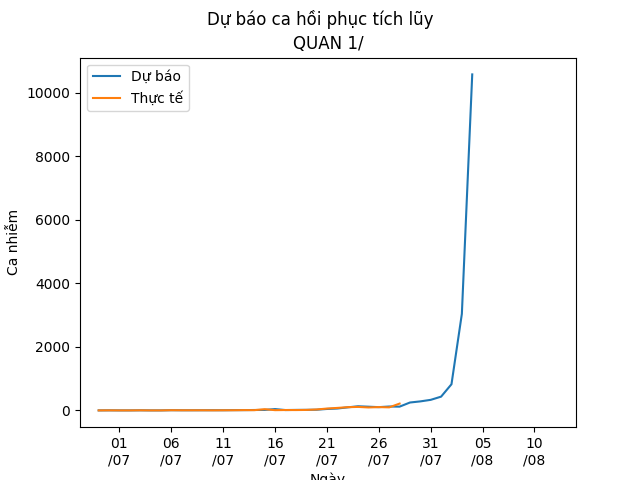 Dự báo ca hồi phục tích lũy
QUAN 1/
Dự báo
Thực tế
10000
8000
6000
4000
2000
0
Ca nhiễm
01 06 11 16 21 26 31 05 10
/07 /07 /07 /07 /07 /07 /07 /08 /08
Ngày